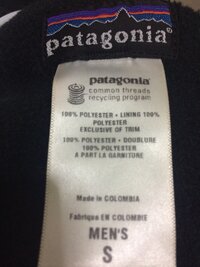 patagonia®
patagonia®
common threads
recycling program
100% POLYESTER • LINING 100%
POLYESTER
EXCLUSIVE OF TRIM
100% POLYESTER • DOUBLURE
100% POLYESTER
A PART LA GARNITURE
Made in COLOMBIA
Fabriqué EN COLOMBIE
MEN'S
S